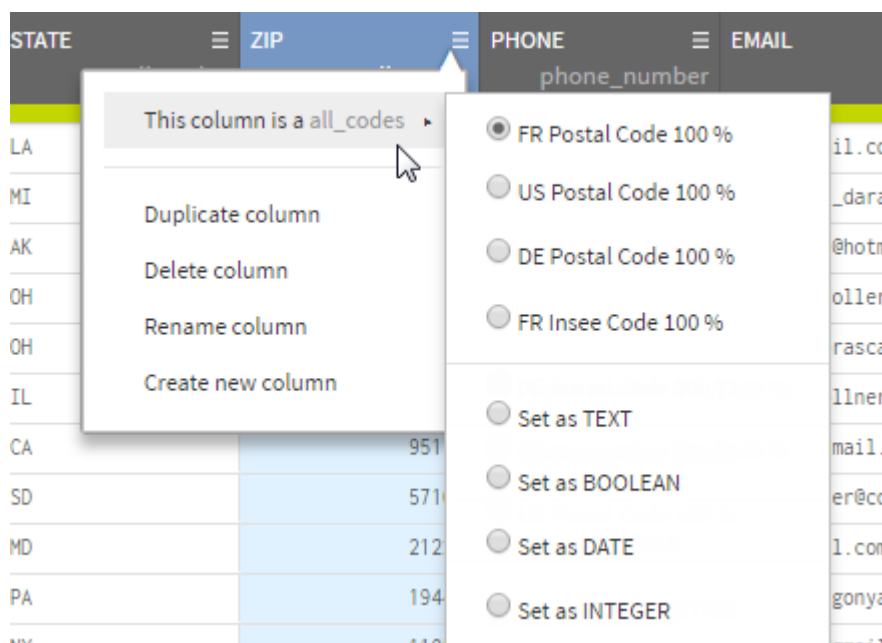 STATE ZIP PHONE EMAIL
phone_number
This column is a all_codes
Duplicate column
Delete column
Rename column
Create new column
FR Postal Code 100 %
US Postal Code 100 %
DE Postal Code 100 %
FR Insee Code 100 %
Set as TEXT
Set as BOOLEAN
Set as DATE
Set as INTEGER
LA
MI
AK
OH
OH
IL
CA 951 mail.
SD 571
MD 212 l.com
PA 194